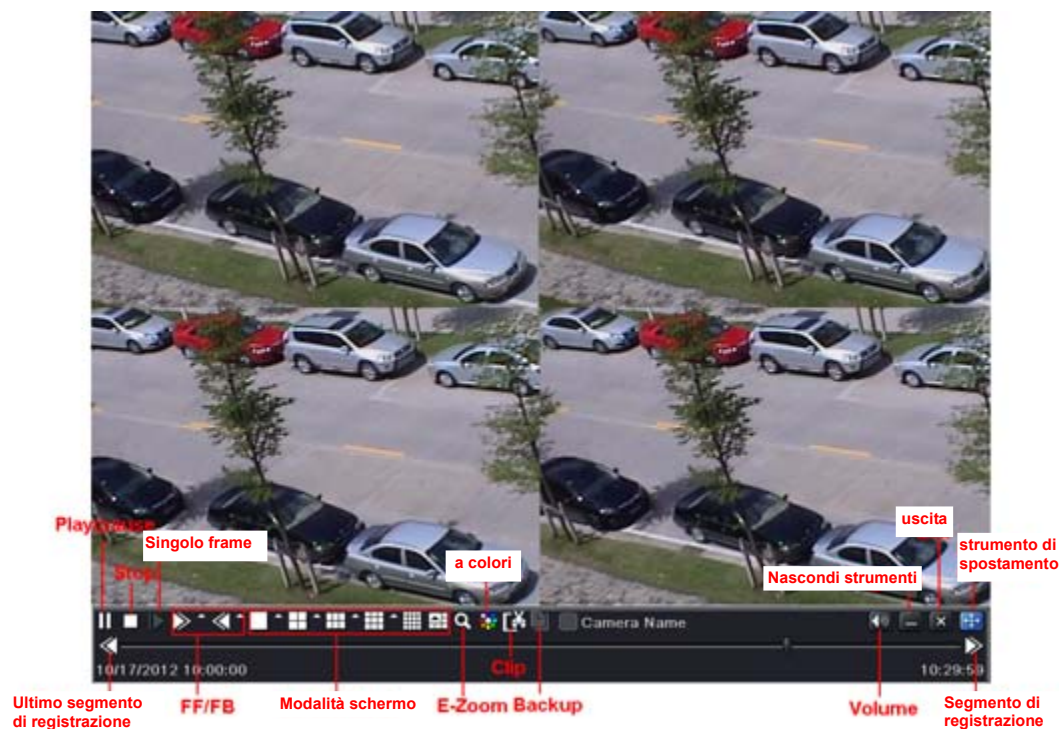 Play/pause
Singolo frame
Stop
a colori
uscita
Nascondi strumenti
strumento di
spostamento
Camera Name
Clip
10/17/2012 10:00:00
10:29:59
Ultimo segmento
di registrazione
FF/FB
Modalità schermo
E-Zoom
Backup
Volume
Segmento di
registrazione